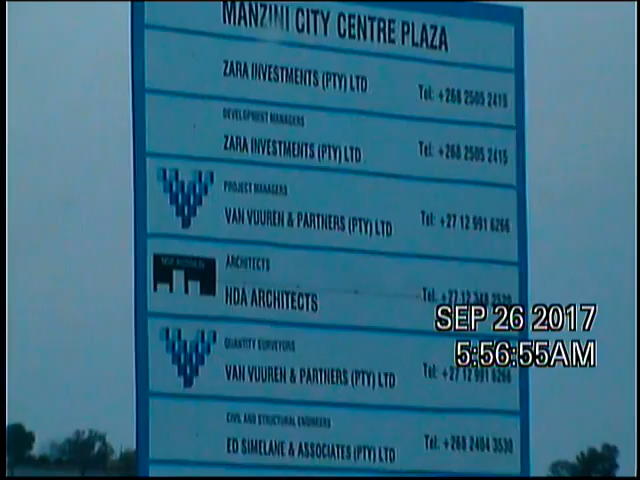 MANZINI CITY CENTRE PLAZA
ZARA INVESTMENTS (PTY) LTD Tel: +268 2505 2415
DEVELOPMENT MANAGERS
ZARA INVESTMENTS (PTY) LTD Tel: +268 2505 2415
PROJECT MANAGERS
VAN VUUREN & PARTNERS (PTY) LTD Tel: +27 12 991 6266
ARCHITECTS
HDA ARCHITECTS Tel: +27 12 348
SEP 26 2017
5:56:55AM
QUANTITY SURVEYORS
VAN VUUREN & PARTNERS (PTY) LTD Tel: +27 12 991 6266
CIVIL AND STRUCTURAL ENGINEERS
ED SIMELANE & ASSOCIATES (PTY) LTD Tel: +268 2404 3530